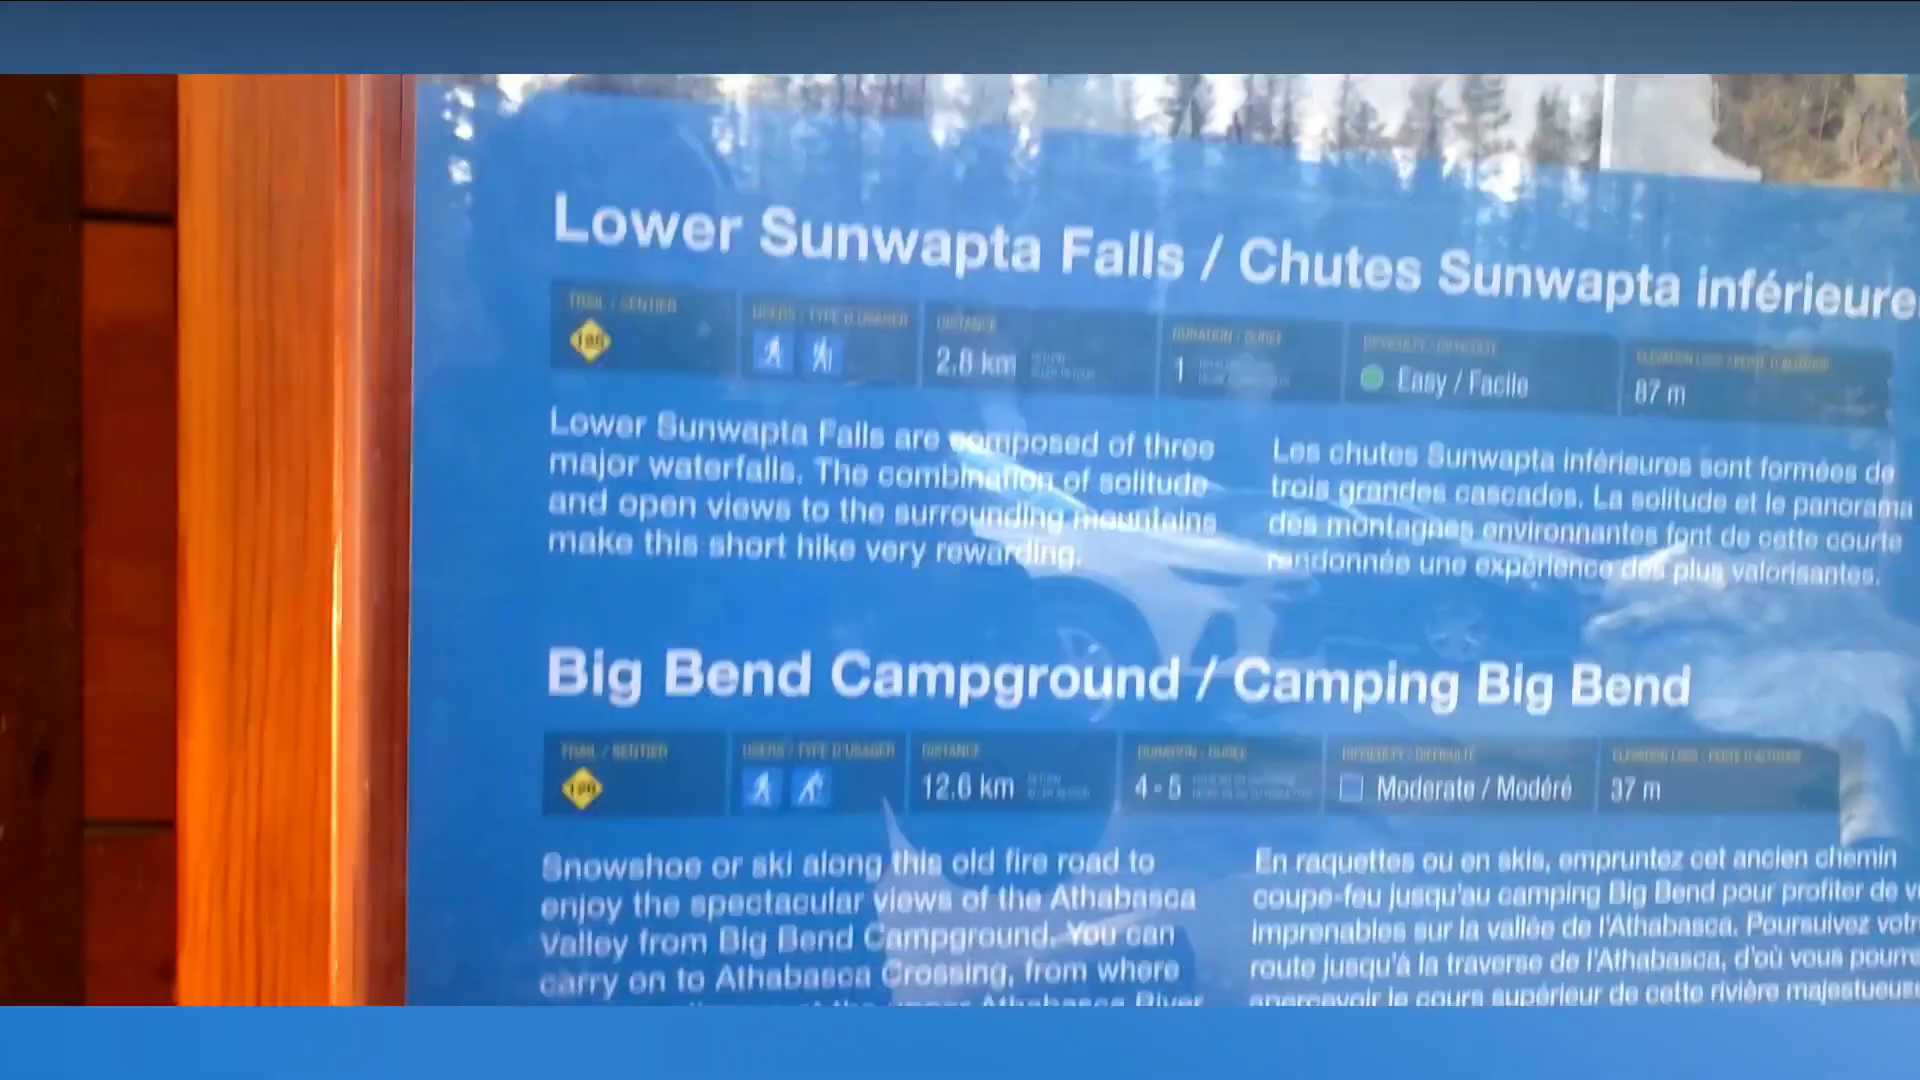 Lower Sunwapta Falls / Chutes Sunwapta inférieure
TRAIL / SENTIER
USERS / TYPE D'USAGER
DISTANCE
DURATION / DURÉE
DIFFICULTY / DIFFICULTÉ
ELEVATION LOSS / PERTE D'ALTITUDE
2.8 km
1
Easy / Facile
87 m
Lower Sunwapta Falls are composed of three
major waterfalls. The combination of solitude
and open views to the surrounding mountains
make this short hike very rewarding.
Les chutes Sunwapta inférieures sont formées de
trois grandes cascades. La solitude et le panorama
des montagnes environnantes font de cette courte
randonnée une expérience des plus valorisantes.
Big Bend Campground / Camping Big Bend
TRAIL / SENTIER
USERS / TYPE D'USAGER
DISTANCE
DURATION / DURÉE
DIFFICULTY / DIFFICULTÉ
ELEVATION LOSS / PERTE D'ALTITUDE
12.6 km
4 - 5
Moderate / Modéré
37 m
Snowshoe or ski along this old fire road to
enjoy the spectacular views of the Athabasca
Valley from Big Bend Campground. You can
carry on to Athabasca Crossing, from where
the upper Athabasca River
En raquettes ou en skis, empruntez cet ancien chemin
coupe-feu jusqu'au camping Big Bend pour profiter de
imprenables sur la vallée de l'Athabasca. Poursuivez
route jusqu'à la traverse de l'Athabasca, d'où vous
apercevoir le cours supérieur de cette rivière